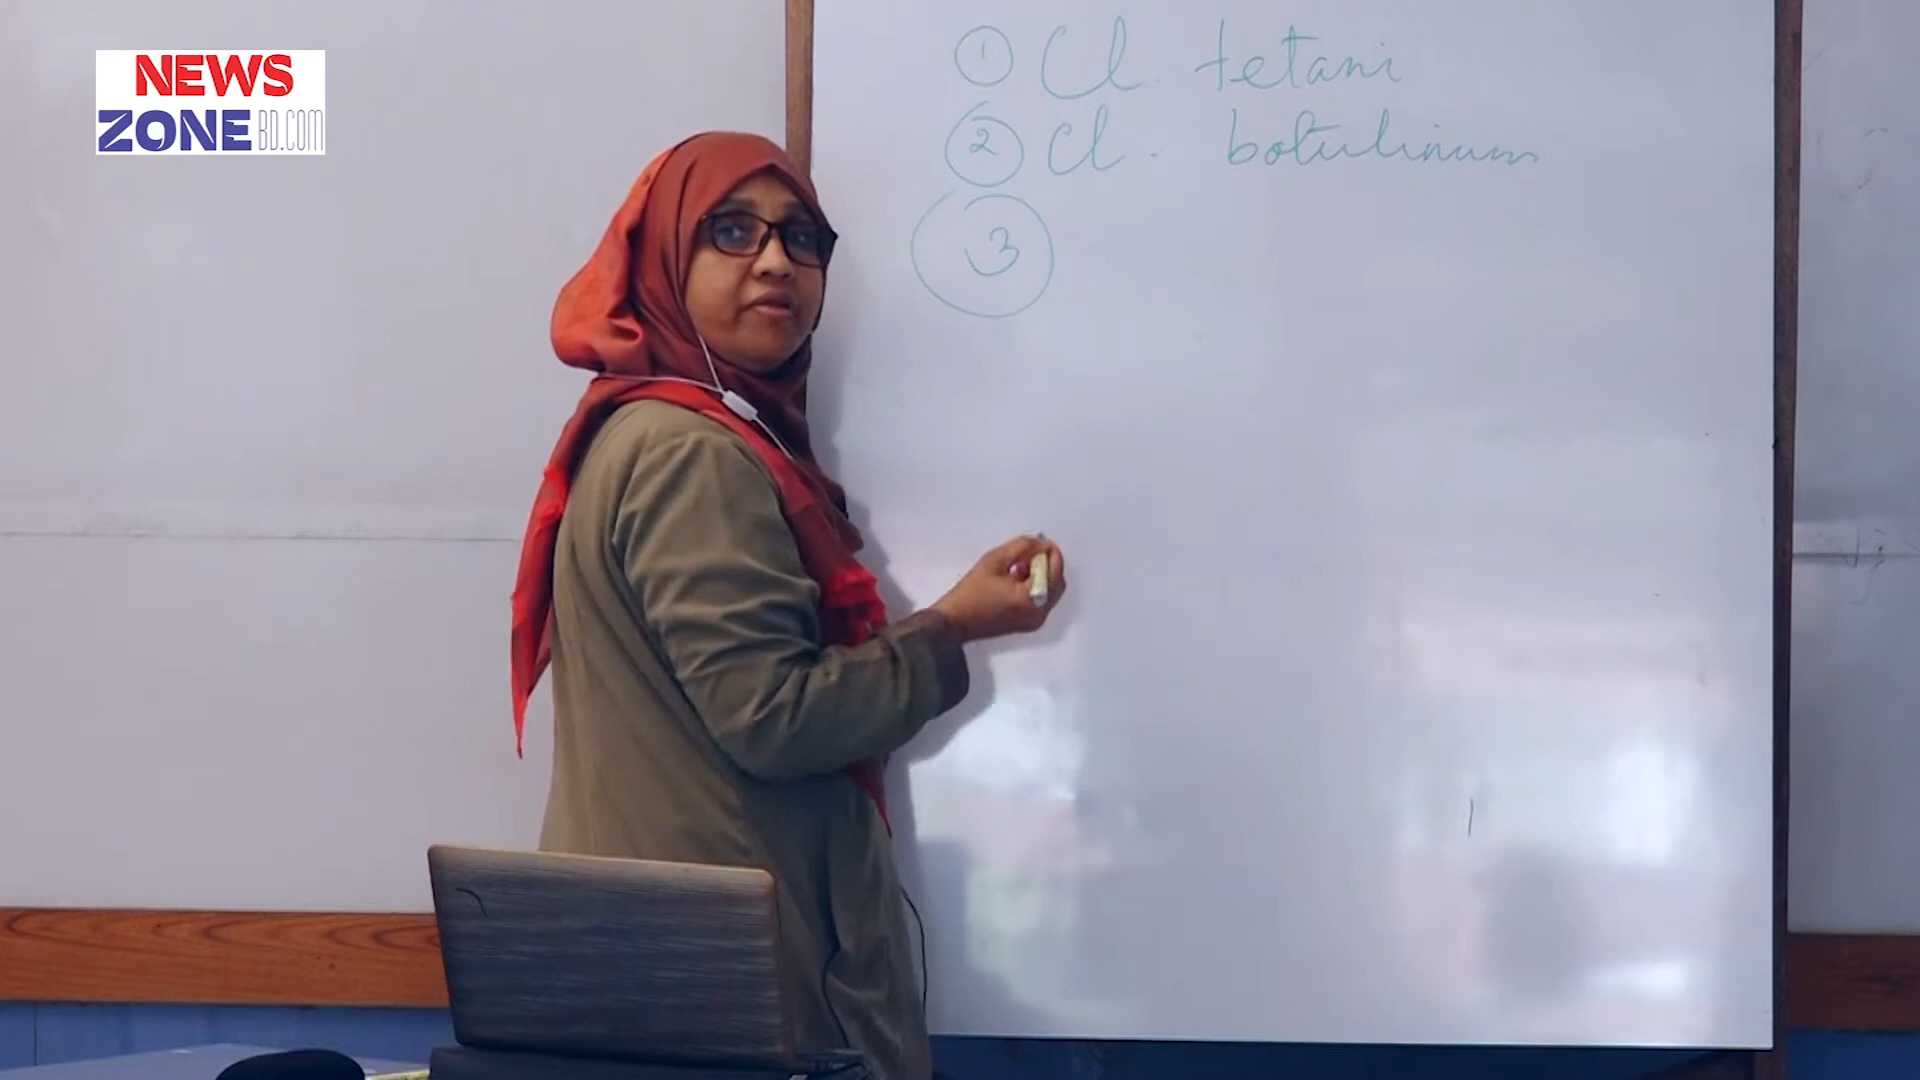 NEWS
ZONE BD.COM
① Cl. tetani
② Cl. botulinum
③